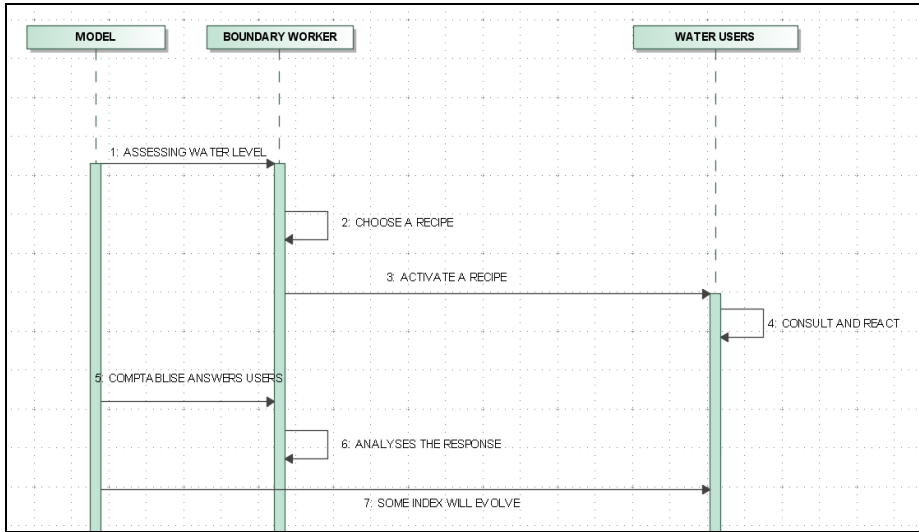 MODEL
BOUNDARY WORKER
WATER USERS
1: ASSESSING WATER LEVEL
2: CHOOSE A RECIPE
3: ACTIVATE A RECIPE
4: CONSULT AND REACT
5: COMPTABLISE ANSWERS USERS
6: ANALYSES THE RESPONSE
7: SOME INDEX WILL EVOLVE